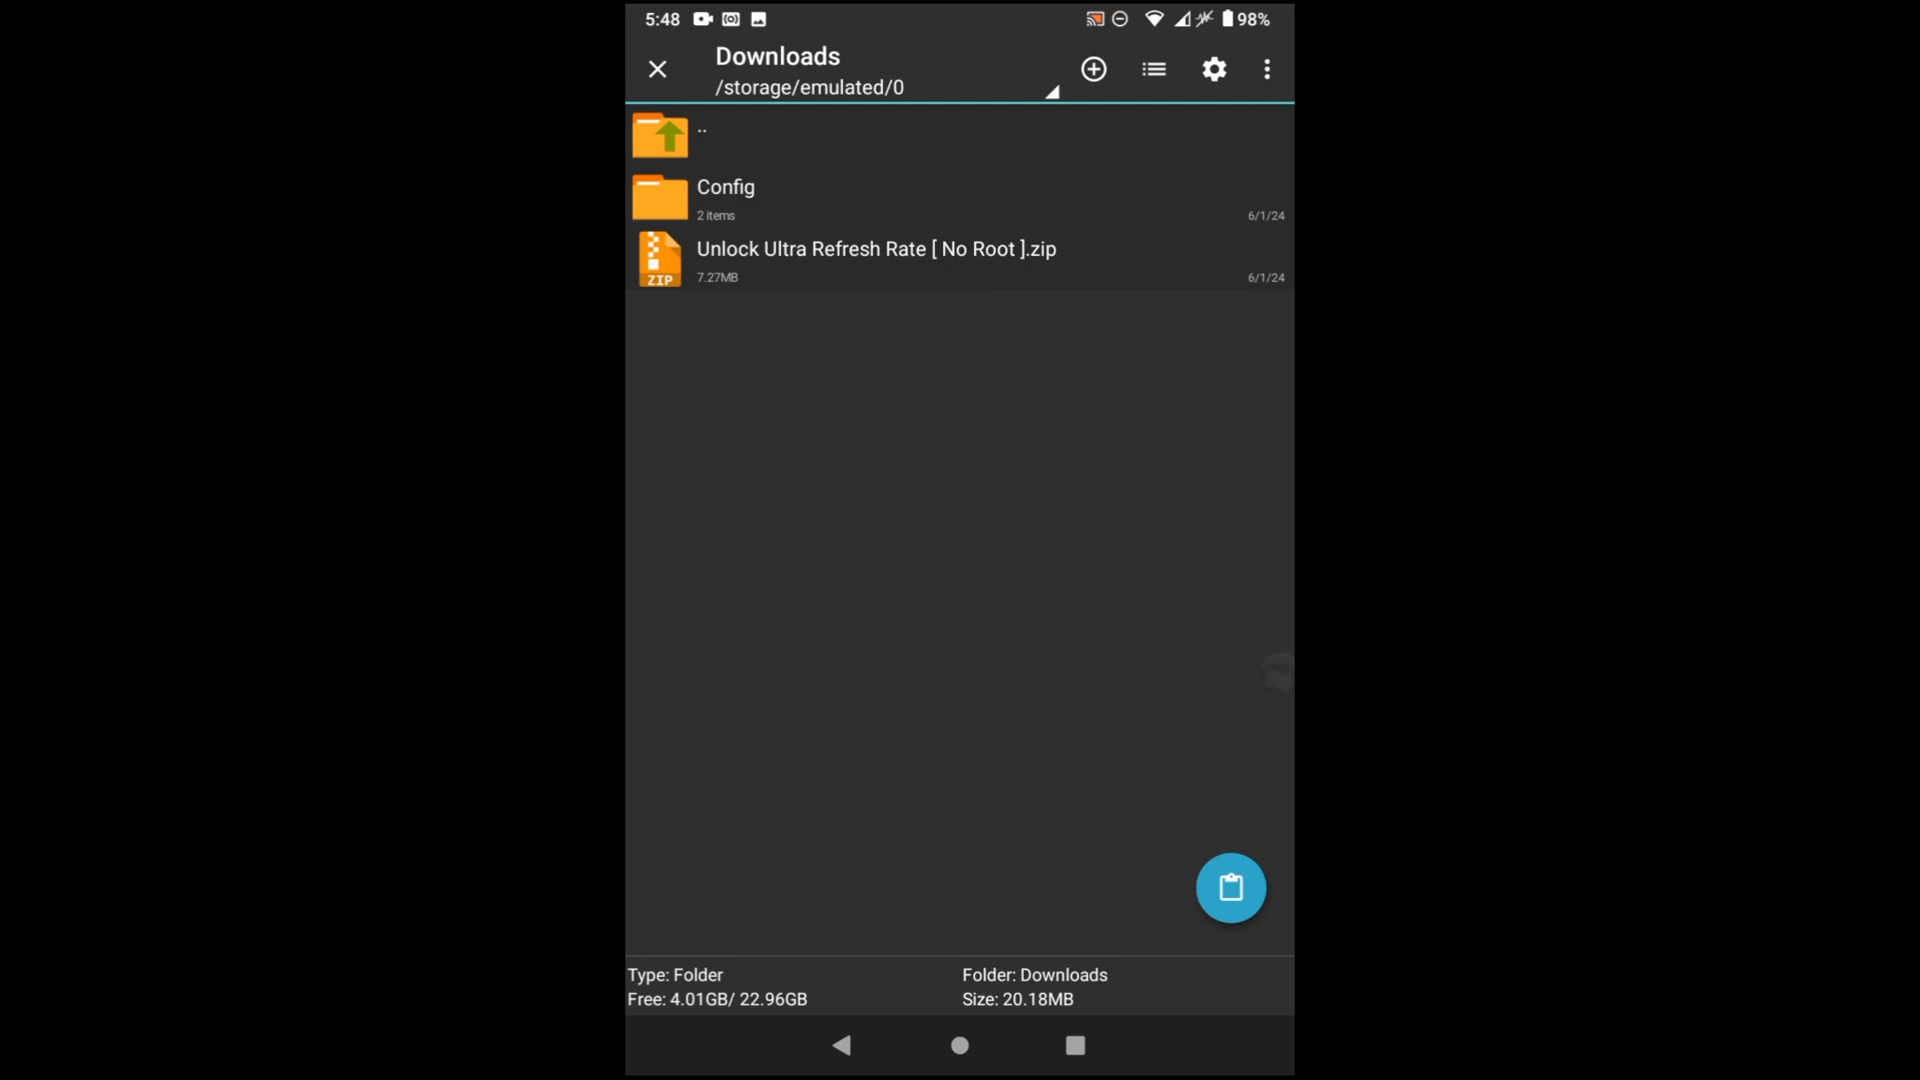 5:48 98%
Downloads
/storage/emulated/0
..
Config
2 items 6/1/24
Unlock Ultra Refresh Rate [ No Root ].zip
ZIP 7.27MB 6/1/24
Type: Folder Folder: Downloads
Free: 4.01GB/ 22.96GB Size: 20.18MB